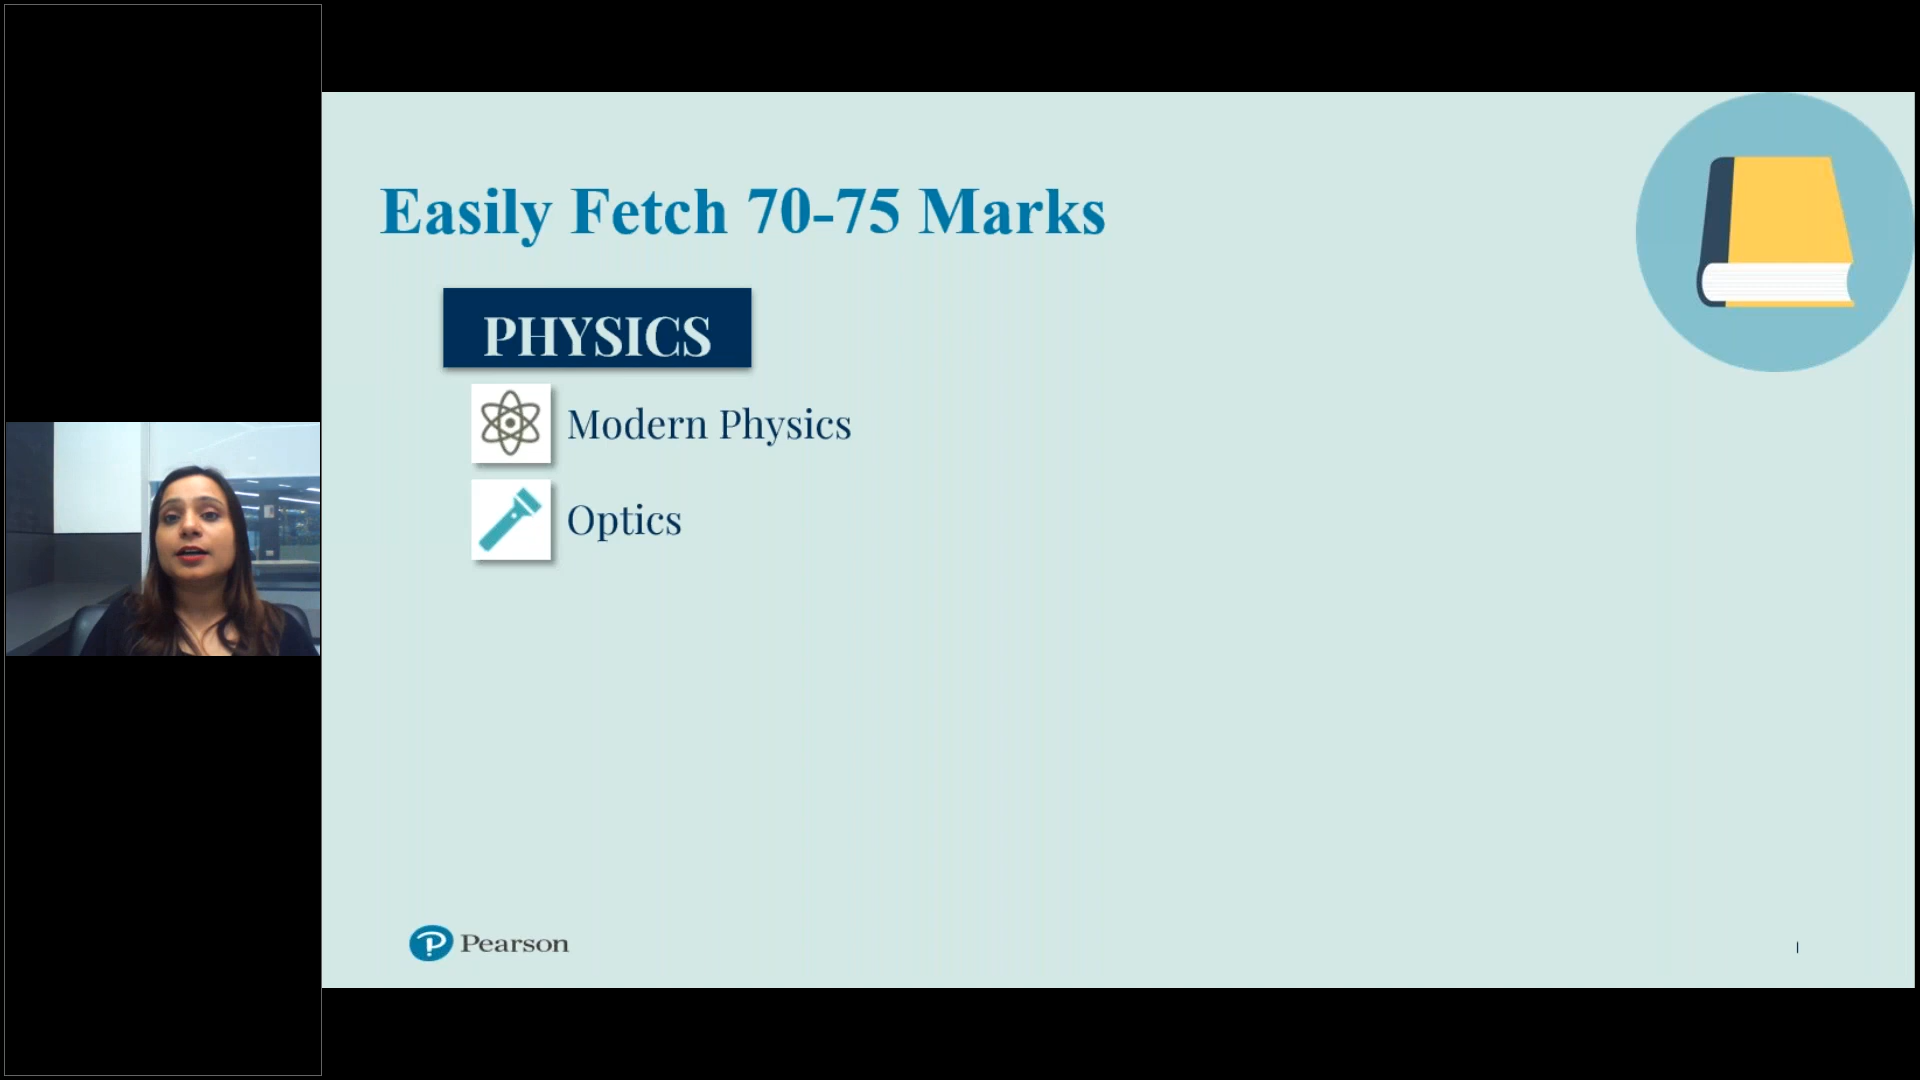 Easily Fetch 70-75 Marks
PHYSICS
Modern Physics
Optics
Pearson